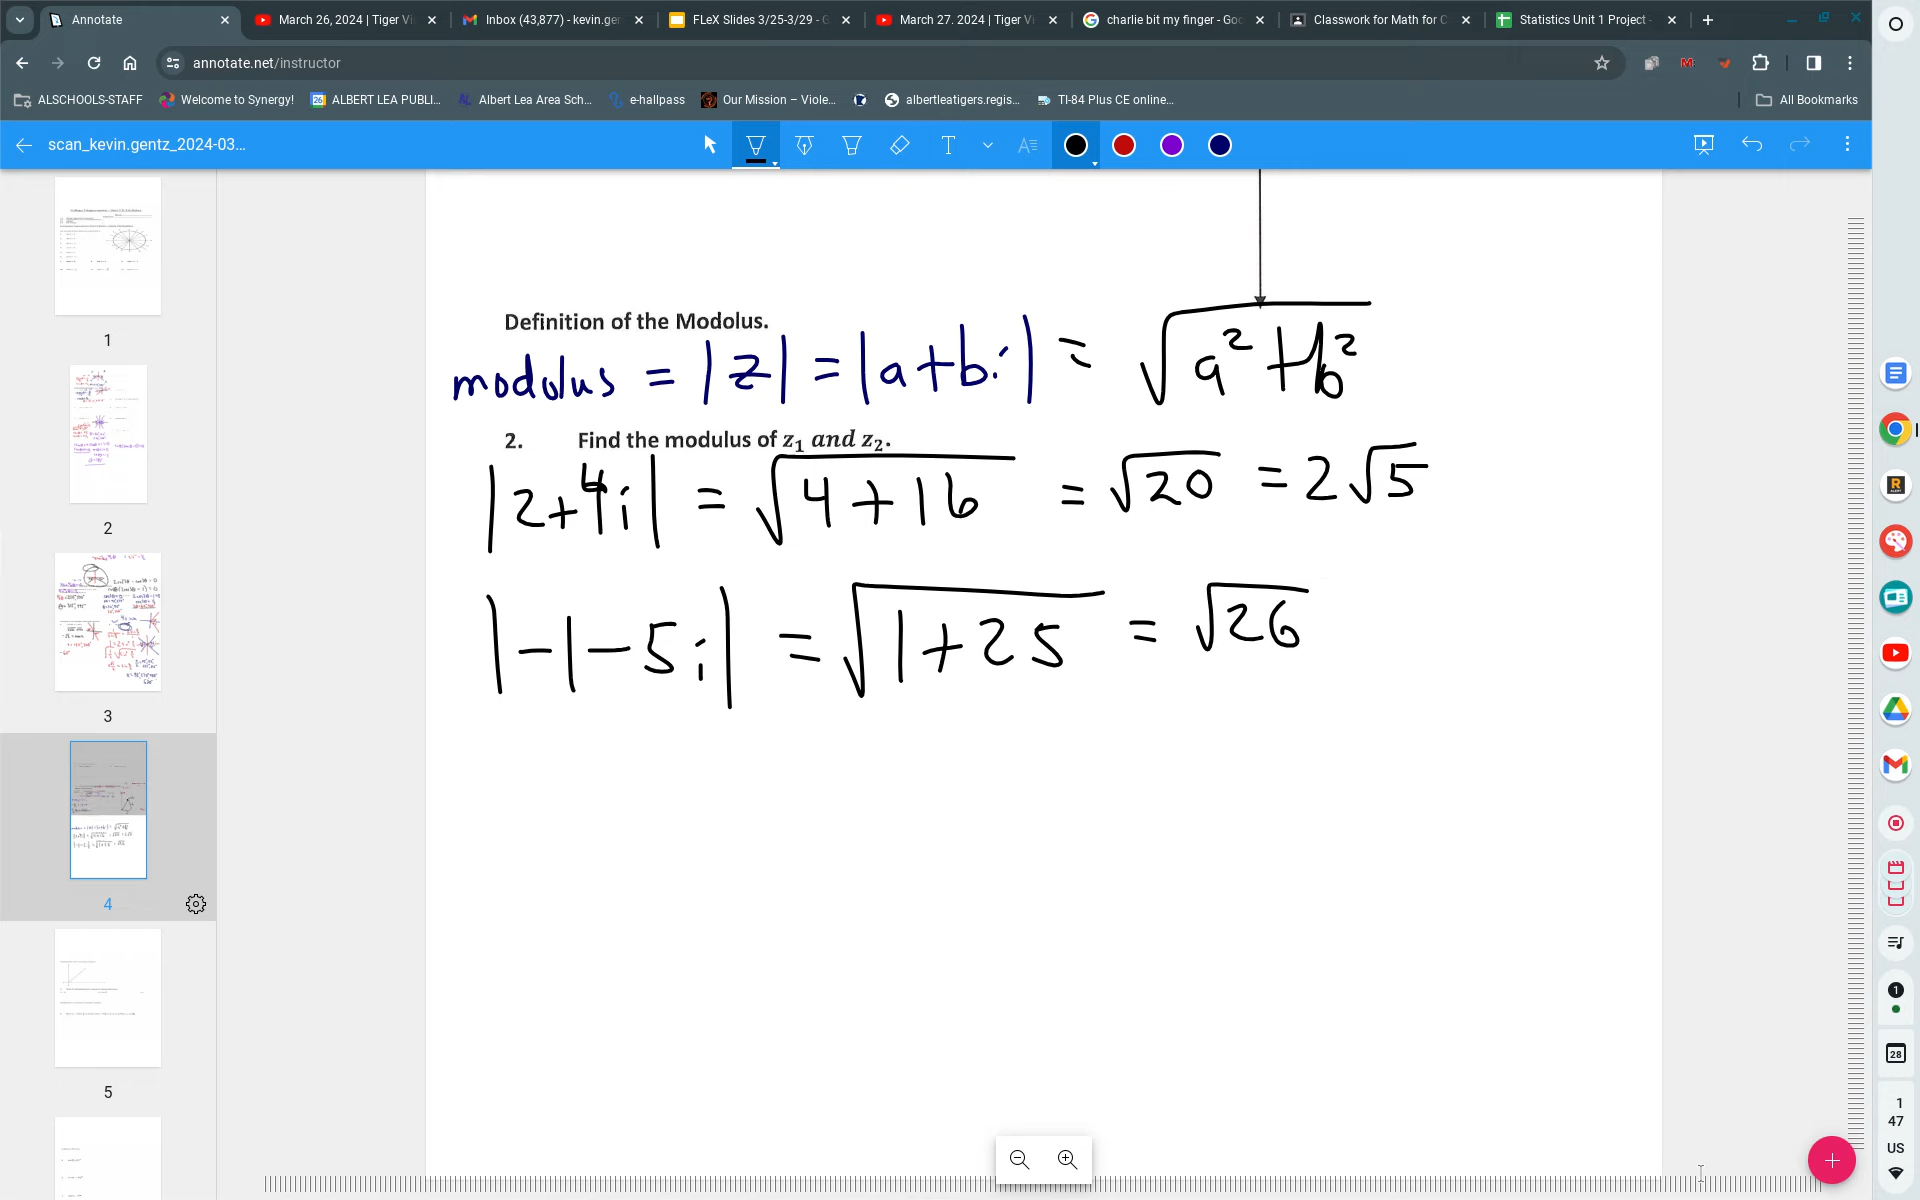 Annotate
March 26, 2024 | Tiger Vi
Inbox (43,877) - kevin.ger
FLeX Slides 3/25-3/29 - G
March 27. 2024 | Tiger Vi
charlie bit my finger - Goo
Classwork for Math for C
Statistics Unit 1 Project -
annotate.net/instructor
ALSCHOOLS-STAFF
Welcome to Synergy!
26 ALBERT LEA PUBLI...
Albert Lea Area Sch...
e-hallpass
Our Mission – Viole...
albertleatigers.regis...
TI-84 Plus CE online...
All Bookmarks
scan_kevin.gentz_2024-03...
Definition of the Modulus.
modulus = |z| = |a+bi| = √a²+b²
2. Find the modulus of z₁ and z₂.
|2+4i| = √4+16 = √20 = 2√5
|-1-5i| = √1+25 = √26
1
2
3
4
5
1
28
1
47
US